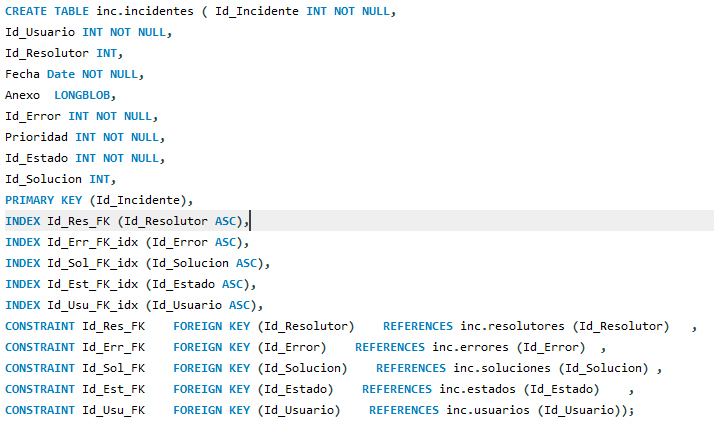 CREATE TABLE inc.incidentes ( Id_Incidente INT NOT NULL,
Id_Usuario INT NOT NULL,
Id_Resolutor INT,
Fecha Date NOT NULL,
Anexo  LONGBLOB,
Id_Error INT NOT NULL,
Prioridad INT NOT NULL,
Id_Estado INT NOT NULL,
Id_Solucion INT,
PRIMARY KEY (Id_Incidente),
INDEX Id_Res_FK (Id_Resolutor ASC),
INDEX Id_Err_FK_idx (Id_Error ASC),
INDEX Id_Sol_FK_idx (Id_Solucion ASC),
INDEX Id_Est_FK_idx (Id_Estado ASC),
INDEX Id_Usu_FK_idx (Id_Usuario ASC),
CONSTRAINT Id_Res_FK    FOREIGN KEY (Id_Resolutor)    REFERENCES inc.resolutores (Id_Resolutor)   ,
CONSTRAINT Id_Err_FK    FOREIGN KEY (Id_Error)    REFERENCES inc.errores (Id_Error)  ,
CONSTRAINT Id_Sol_FK    FOREIGN KEY (Id_Solucion)    REFERENCES inc.soluciones (Id_Solucion) ,
CONSTRAINT Id_Est_FK    FOREIGN KEY (Id_Estado)    REFERENCES inc.estados (Id_Estado)    ,
CONSTRAINT Id_Usu_FK    FOREIGN KEY (Id_Usuario)    REFERENCES inc.usuarios (Id_Usuario));